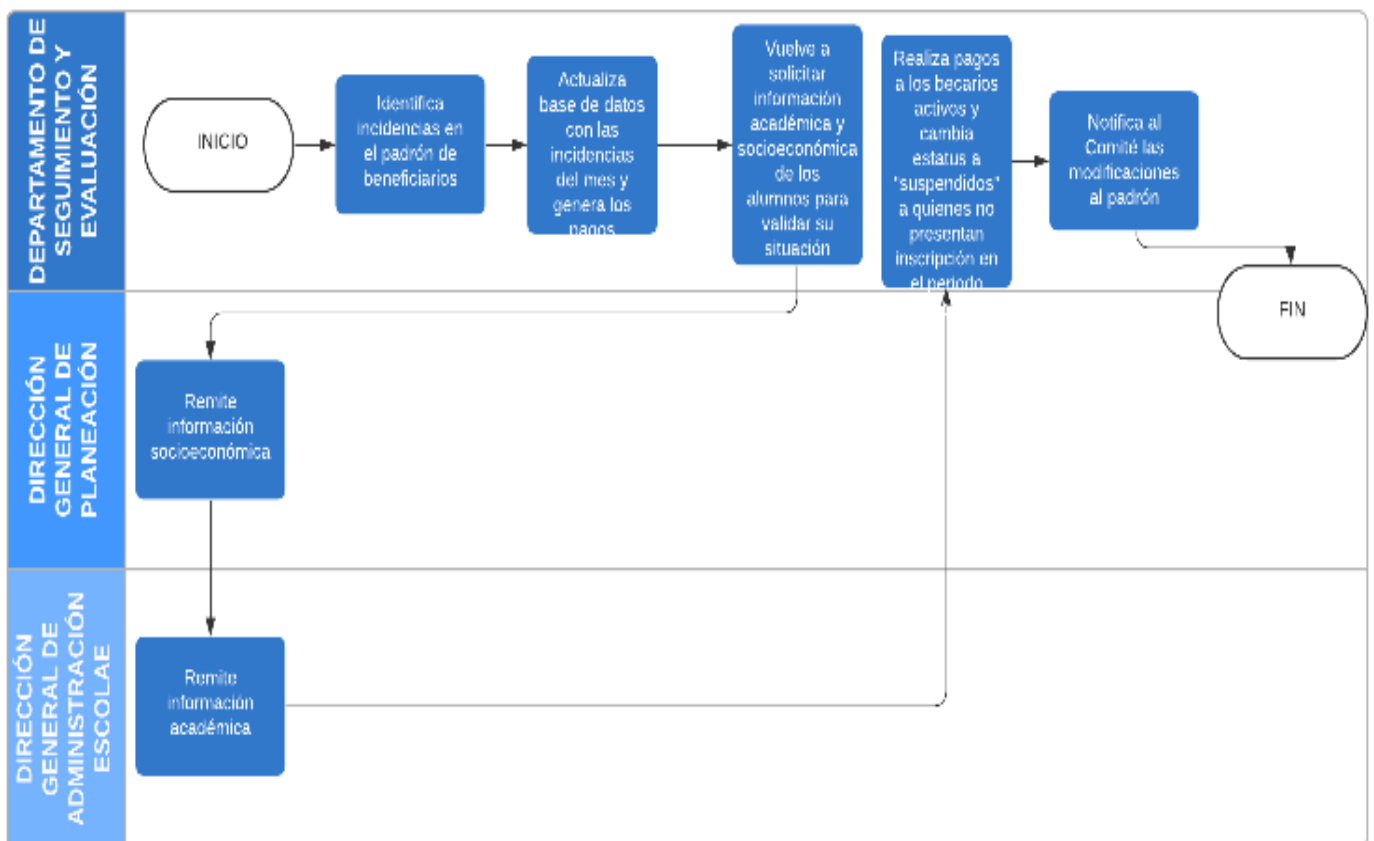 DEPARTAMENTO DE
SEGUIMIENTO Y
EVALUACIÓN
INICIO
Identifica
incidencias en
el padrón de
beneficiarios
Actualiza
base de datos
con las
incidencias
del mes y
genera los
pagos
Vuelve a
solicitar
información
académica y
socioeconómica
de los
alumnos para
validar su
situación
Realiza pagos
a los becarios
activos y
cambia
estatus a
"suspendidos"
a quienes no
presentan
inscripción en
el periodo
Notifica al
Comité las
modificaciones
al padrón
FIN
DIRECCIÓN
GENERAL DE
PLANEACIÓN
Remite
información
socioeconómica
DIRECCIÓN
GENERAL DE
ADMINISTRACIÓN
ESCOLAE
Remite
información
académica